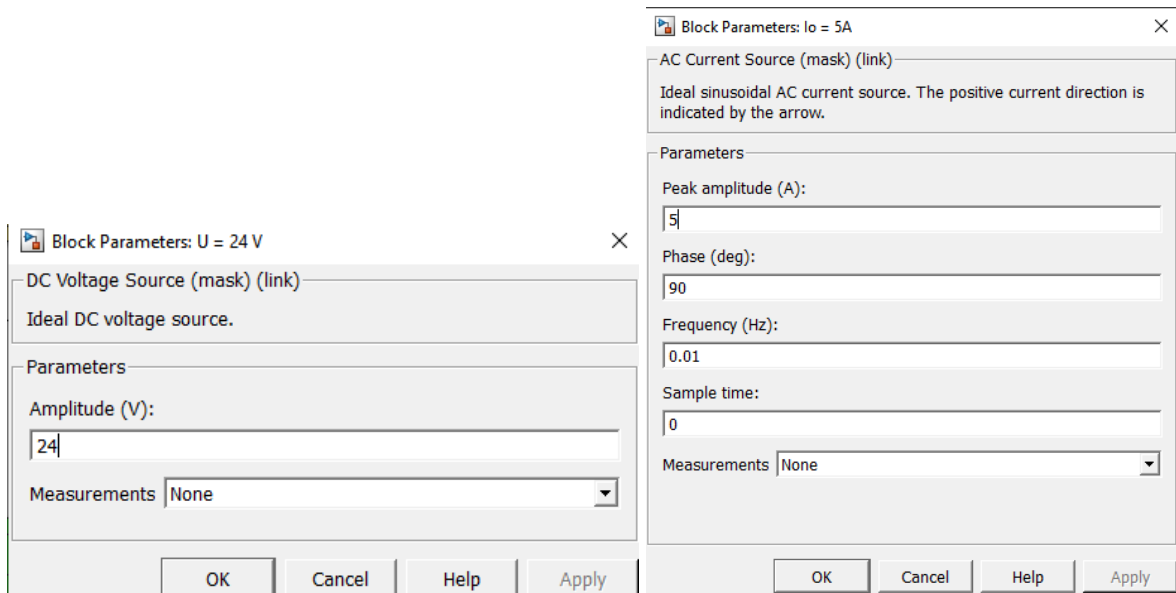 Block Parameters: U = 24 V
DC Voltage Source (mask) (link)
Ideal DC voltage source.
Parameters
Amplitude (V):
24
Measurements None
OK Cancel Help Apply
Block Parameters: Io = 5A
AC Current Source (mask) (link)
Ideal sinusoidal AC current source. The positive current direction is
indicated by the arrow.
Parameters
Peak amplitude (A):
5
Phase (deg):
90
Frequency (Hz):
0.01
Sample time:
0
Measurements None
OK Cancel Help Apply